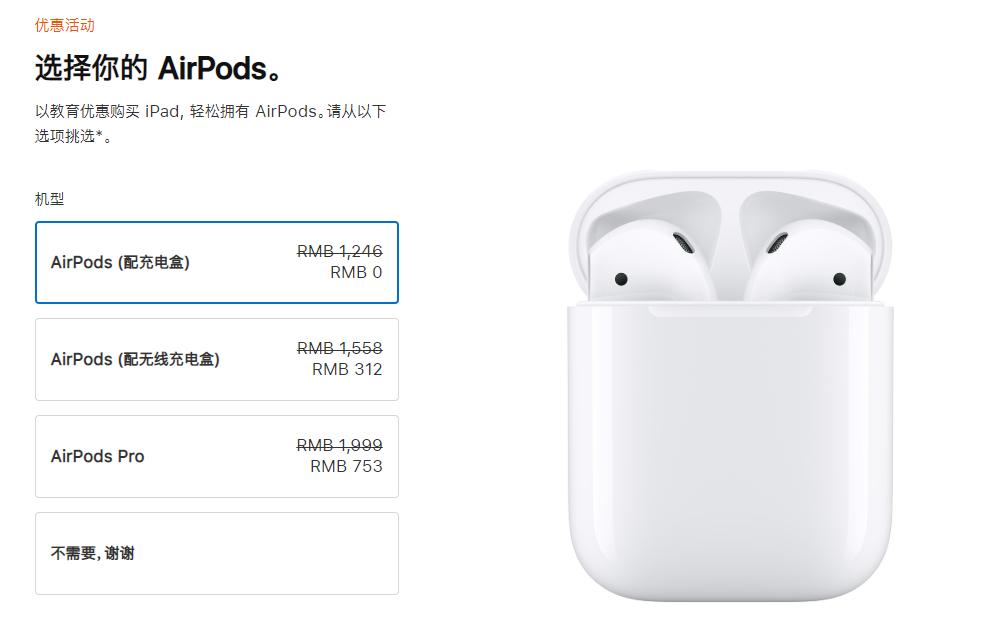 优惠活动
选择你的 AirPods。
以教育优惠购买 iPad, 轻松拥有 AirPods。请从以下
选项挑选*。
机型
AirPods (配充电盒)
RMB 1,246
RMB 0
AirPods (配无线充电盒)
RMB 1,558
RMB 312
AirPods Pro
RMB 1,999
RMB 753
不需要, 谢谢